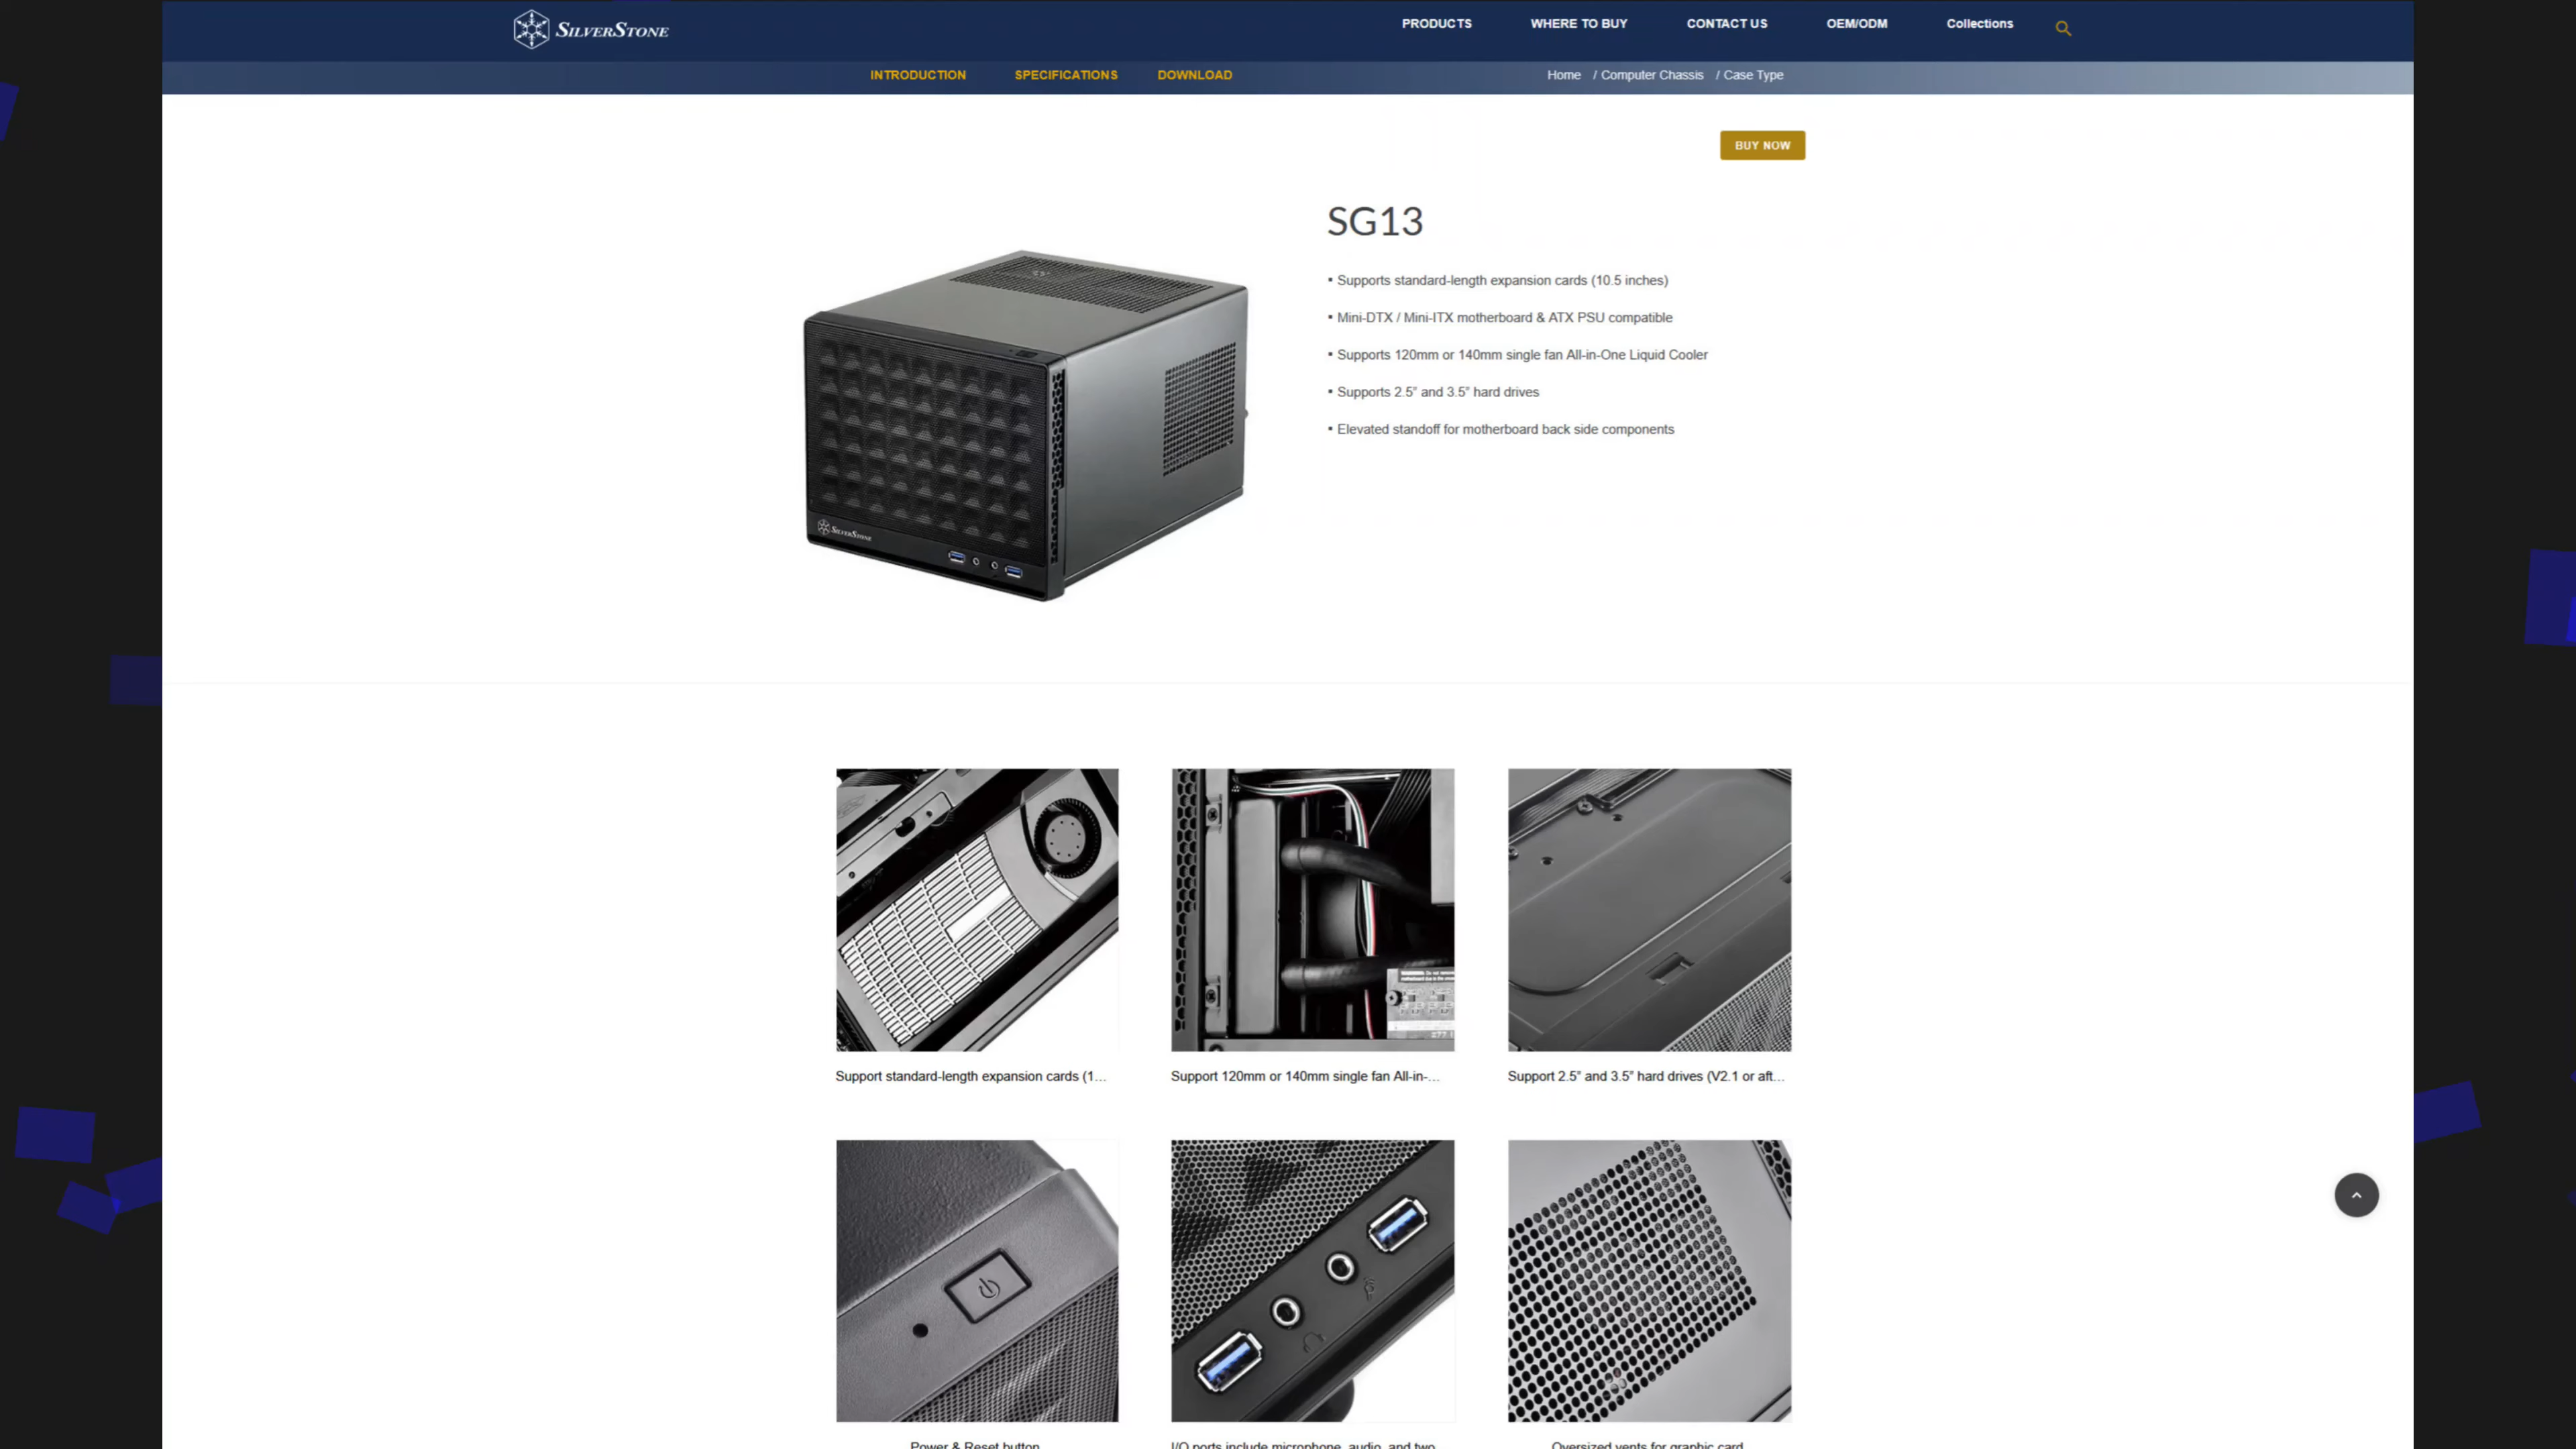 SILVERSTONE
PRODUCTS
WHERE TO BUY
CONTACT US
OEM/ODM
Collections
INTRODUCTION
SPECIFICATIONS
DOWNLOAD
Home / Computer Chassis / Case Type
BUY NOW
SG13
▪ Supports standard-length expansion cards (10.5 inches)
▪ Mini-DTX / Mini-ITX motherboard & ATX PSU compatible
▪ Supports 120mm or 140mm single fan All-in-One Liquid Cooler
▪ Supports 2.5” and 3.5” hard drives
▪ Elevated standoff for motherboard back side components
SILVERSTONE
Support standard-length expansion cards (1...
Support 120mm or 140mm single fan All-in-...
Support 2.5” and 3.5” hard drives (V2.1 or aft...
Power & Reset button
I/O ports include microphone, audio, and two
Oversized vents for graphic card